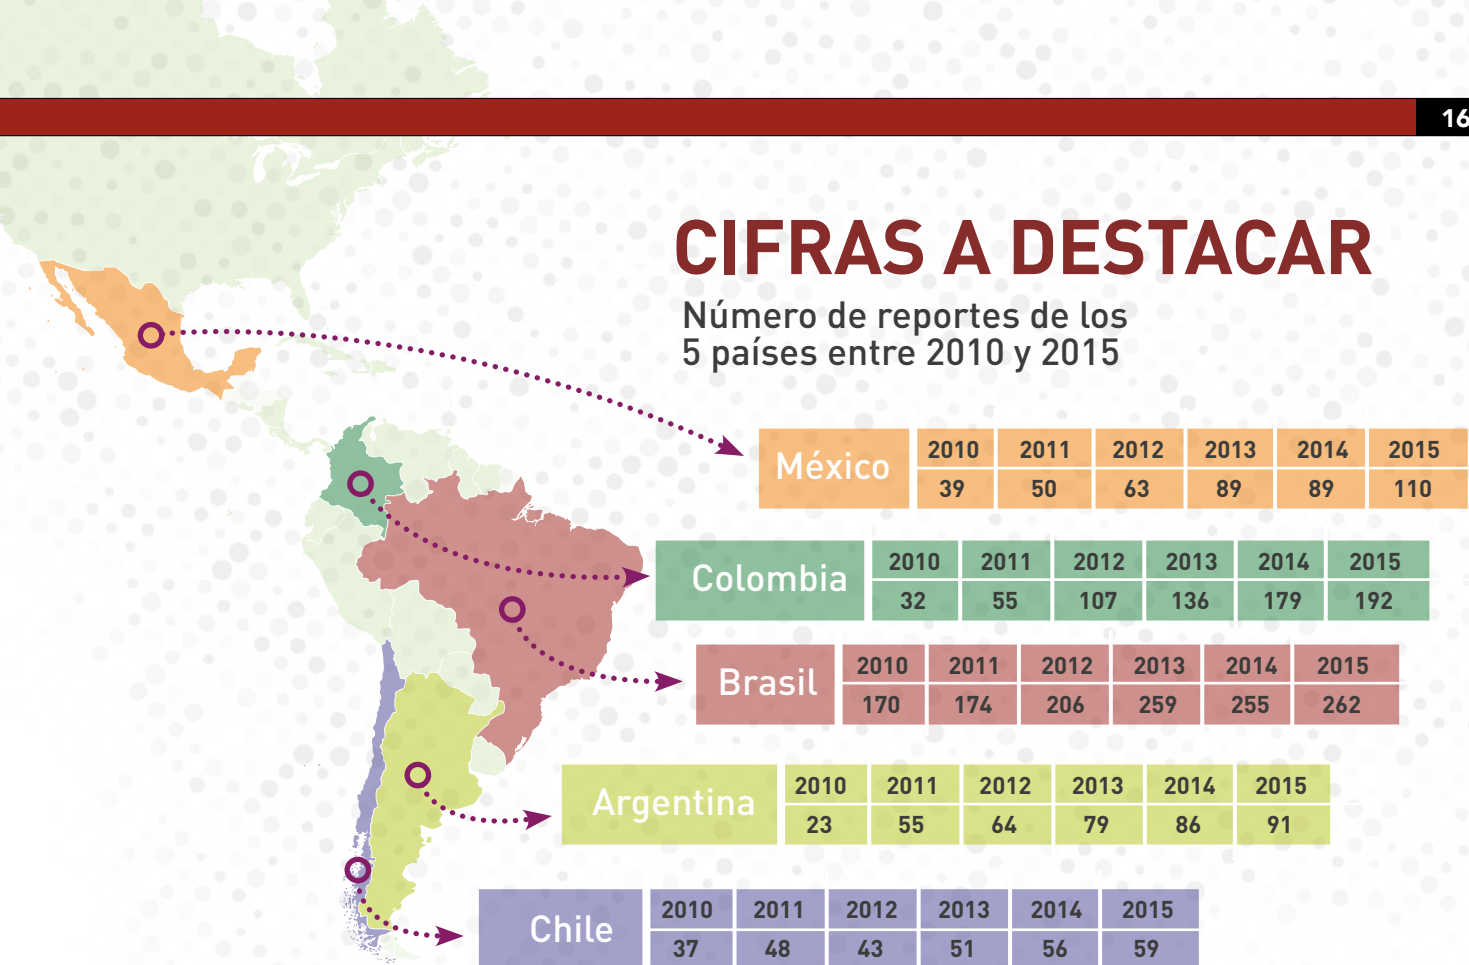 16
CIFRAS A DESTACAR
Número de reportes de los
5 países entre 2010 y 2015
México
2010 2011 2012 2013 2014 2015
39 50 63 89 89 110
Colombia
2010 2011 2012 2013 2014 2015
32 55 107 136 179 192
Brasil
2010 2011 2012 2013 2014 2015
170 174 206 259 255 262
Argentina
2010 2011 2012 2013 2014 2015
23 55 64 79 86 91
Chile
2010 2011 2012 2013 2014 2015
37 48 43 51 56 59